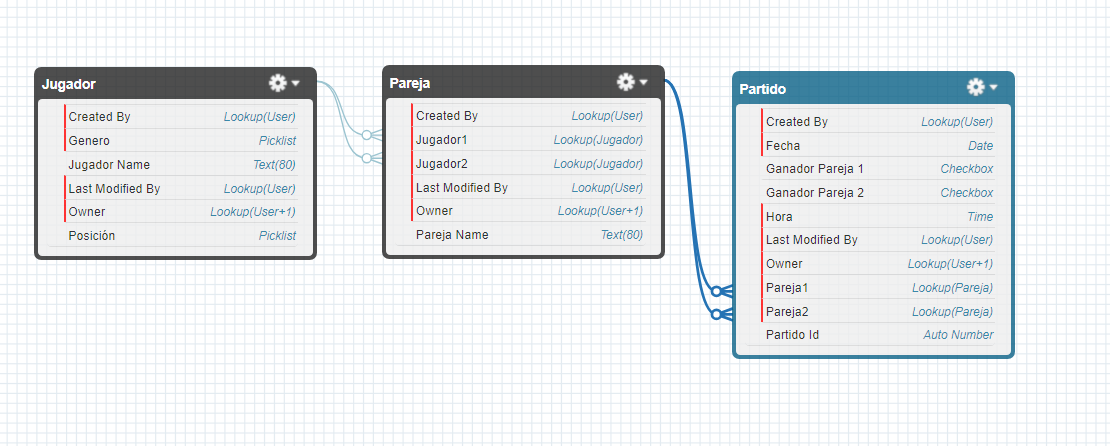 Jugador
Created By Lookup(User)
Genero Picklist
Jugador Name Text(80)
Last Modified By Lookup(User)
Owner Lookup(User+1)
Posición Picklist
Pareja
Created By Lookup(User)
Jugador1 Lookup(Jugador)
Jugador2 Lookup(Jugador)
Last Modified By Lookup(User)
Owner Lookup(User+1)
Pareja Name Text(80)
Partido
Created By Lookup(User)
Fecha Date
Ganador Pareja 1 Checkbox
Ganador Pareja 2 Checkbox
Hora Time
Last Modified By Lookup(User)
Owner Lookup(User+1)
Pareja1 Lookup(Pareja)
Pareja2 Lookup(Pareja)
Partido Id Auto Number